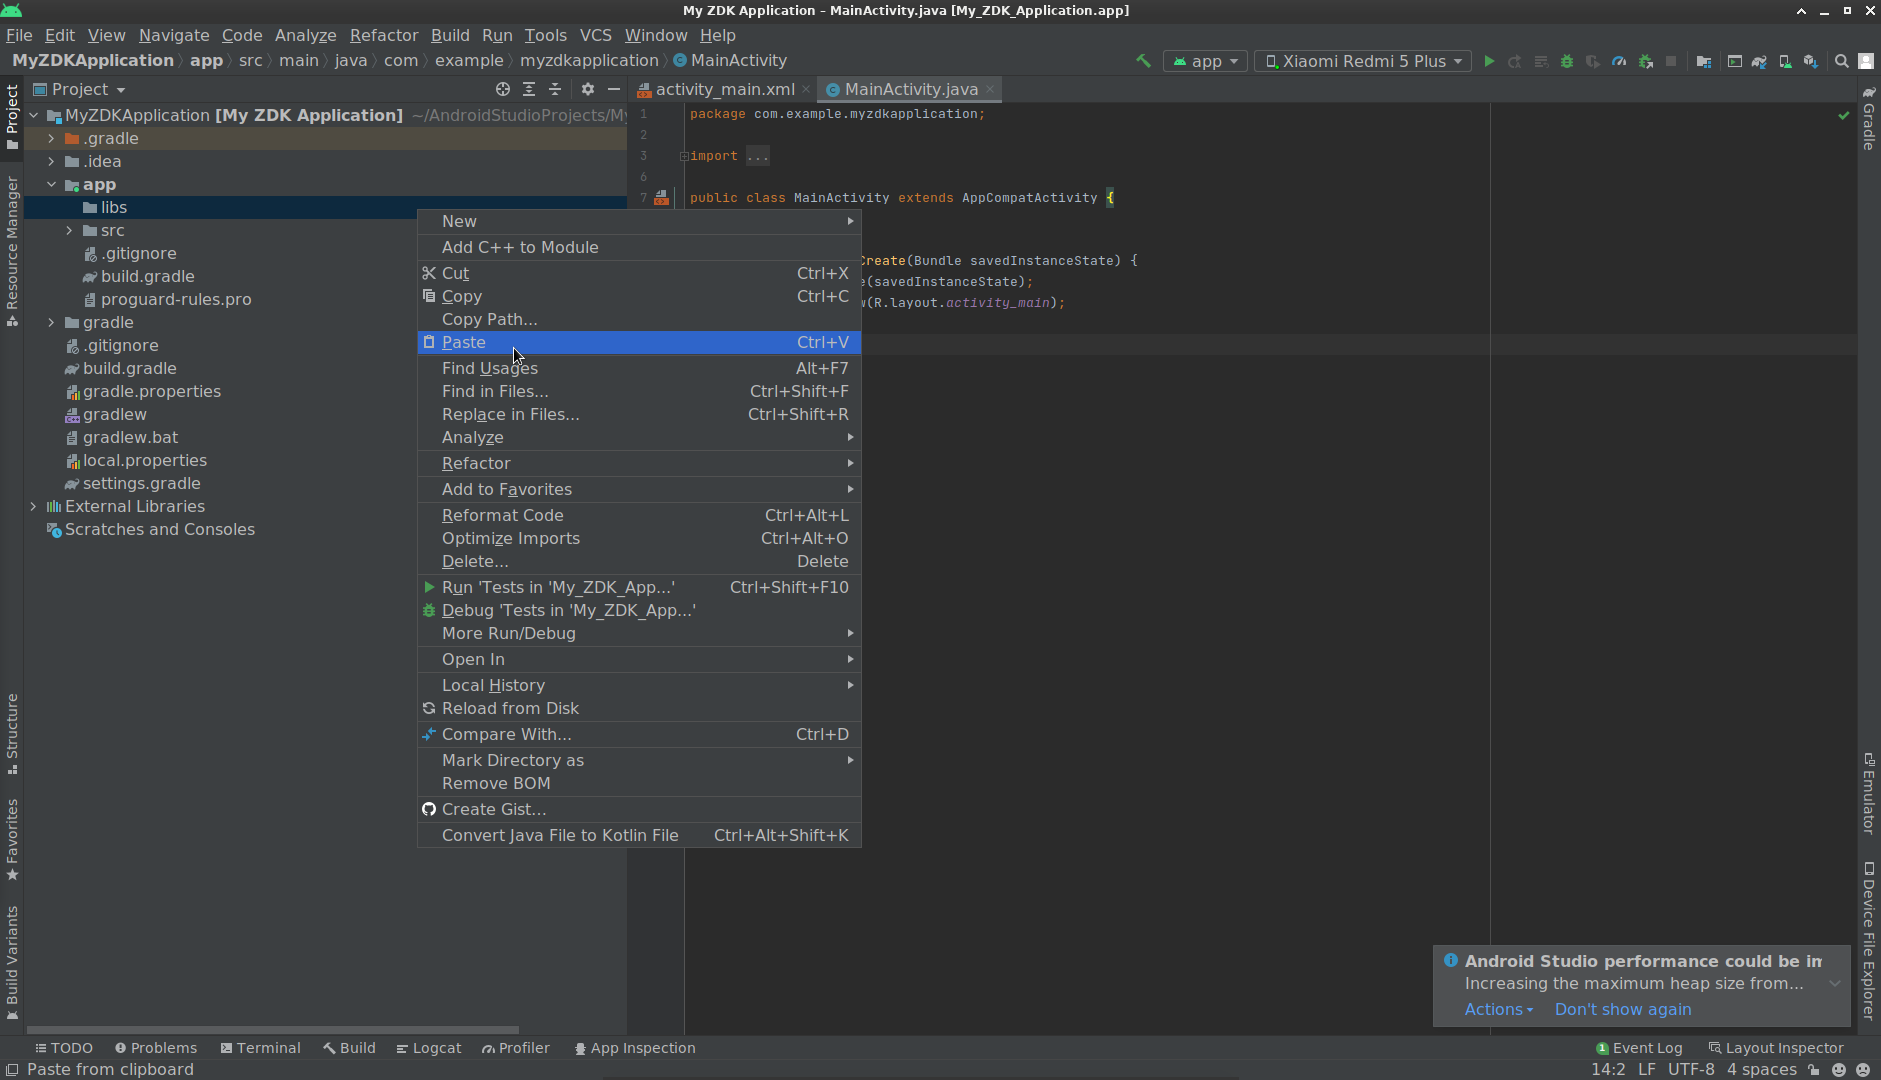 My ZDK Application – MainActivity.java [My_ZDK_Application.app]
File Edit View Navigate Code Analyze Refactor Build Run Tools VCS Window Help
MyZDKApplication app src main java com example myzdkapplication MainActivity
app
Xiaomi Redmi 5 Plus
Project
activity_main.xml
MainActivity.java
Project
Resource Manager
Structure
Favorites
Build Variants
MyZDKApplication [My ZDK Application] ~/AndroidStudioProjects/My
.gradle
.idea
app
libs
src
.gitignore
build.gradle
proguard-rules.pro
gradle
.gitignore
build.gradle
gradle.properties
gradlew
gradlew.bat
local.properties
settings.gradle
External Libraries
Scratches and Consoles
1 package com.example.myzdkapplication;
2
3 import ...
6
7 public class MainActivity extends AppCompatActivity {
Create(Bundle savedInstanceState) {
(savedInstanceState);
(R.layout.activity_main);
New
Add C++ to Module
Cut Ctrl+X
Copy Ctrl+C
Copy Path...
Paste Ctrl+V
Find Usages Alt+F7
Find in Files... Ctrl+Shift+F
Replace in Files... Ctrl+Shift+R
Analyze
Refactor
Add to Favorites
Reformat Code Ctrl+Alt+L
Optimize Imports Ctrl+Alt+O
Delete... Delete
Run 'Tests in 'My_ZDK_App...' Ctrl+Shift+F10
Debug 'Tests in 'My_ZDK_App...'
More Run/Debug
Open In
Local History
Reload from Disk
Compare With... Ctrl+D
Mark Directory as
Remove BOM
Create Gist...
Convert Java File to Kotlin File Ctrl+Alt+Shift+K
Gradle
Emulator
Device File Explorer
Android Studio performance could be im
Increasing the maximum heap size from...
Actions Don't show again
TODO Problems Terminal Build Logcat Profiler App Inspection
1 Event Log Layout Inspector
Paste from clipboard
14:2 LF UTF-8 4 spaces